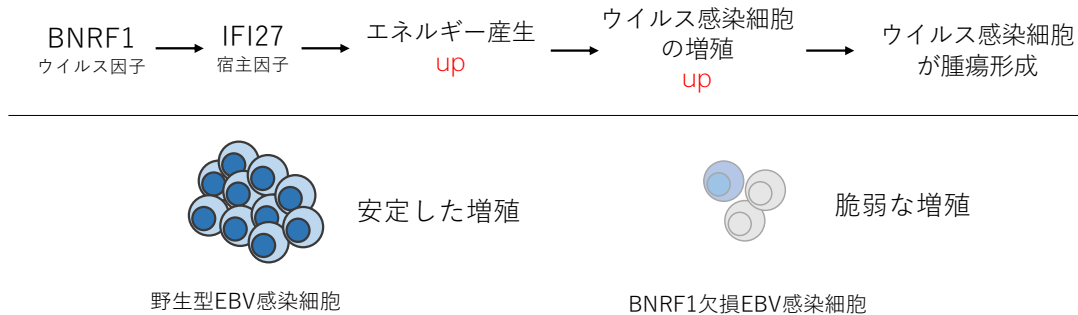 BNRF1
ウイルス因子
IFI27
宿主因子
エネルギー産生
up
ウイルス感染細胞
の増殖
up
ウイルス感染細胞
が腫瘍形成
安定した増殖
脆弱な増殖
野生型EBV感染細胞
BNRF1欠損EBV感染細胞